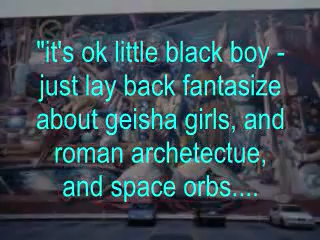 "it's ok little black boy -
just lay back fantasize
about geisha girls, and
roman archetectue,
and space orbs....